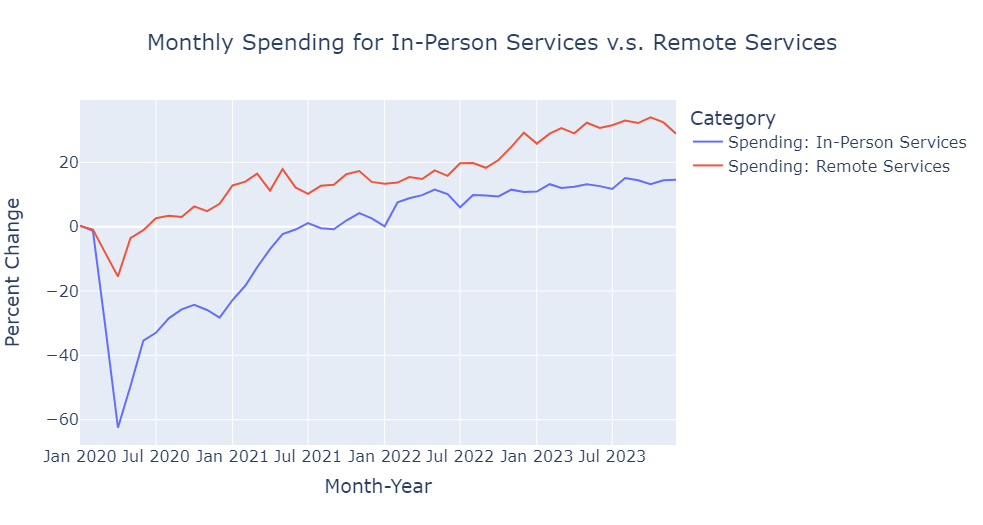 Monthly Spending for In-Person Services v.s. Remote Services
Category
Spending: In-Person Services
Spending: Remote Services
Percent Change
20
0
−20
−40
−60
Jan 2020 Jul 2020 Jan 2021 Jul 2021 Jan 2022 Jul 2022 Jan 2023 Jul 2023
Month-Year